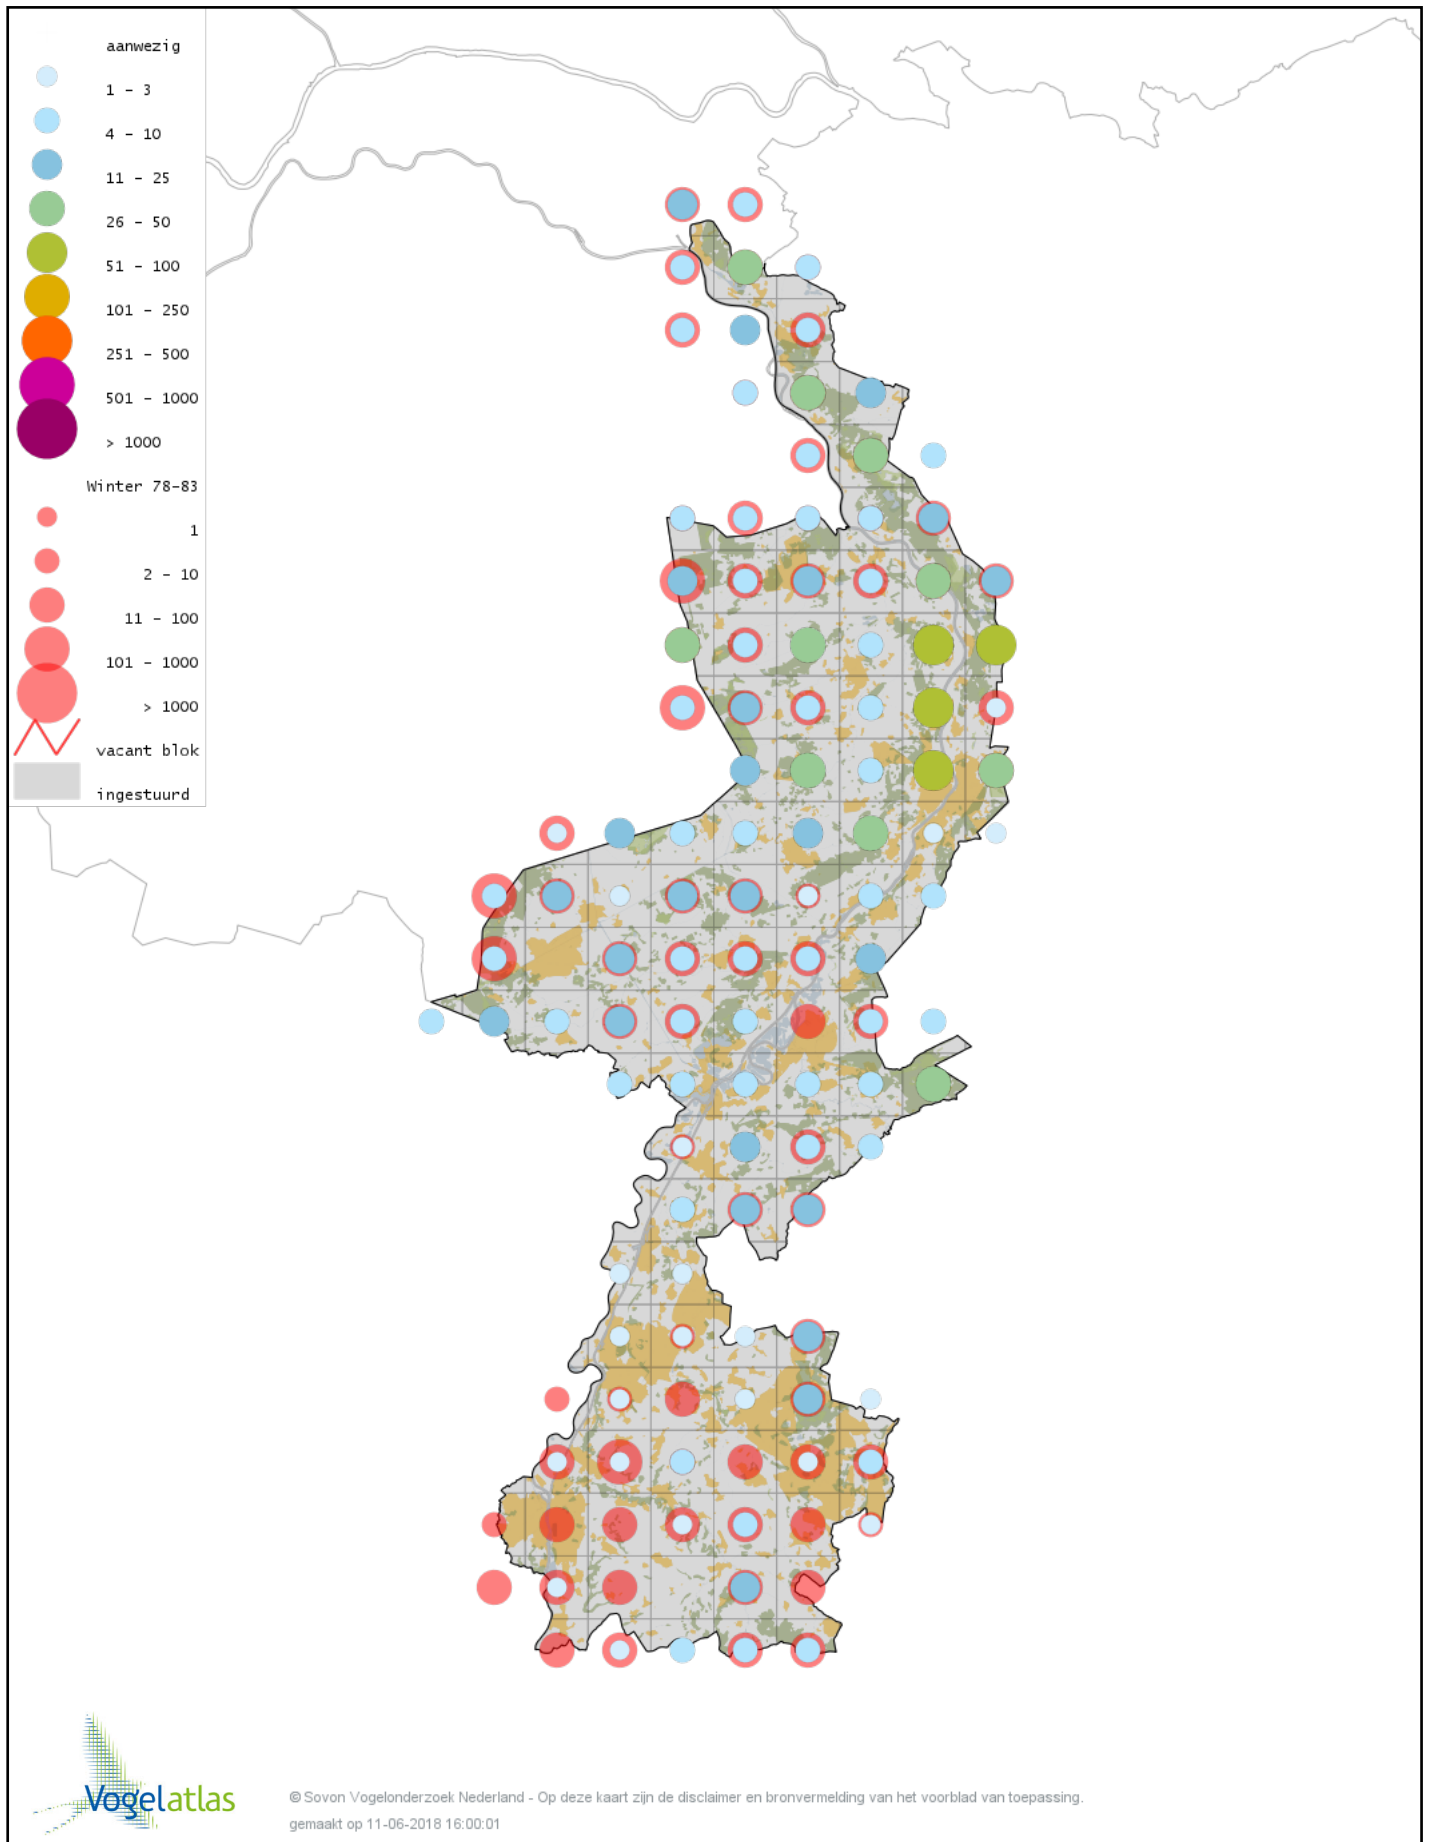 aanwezig
1 – 3
4 – 10
11 – 25
26 – 50
51 – 100
101 – 250
251 – 500
501 – 1000
> 1000
Winter 78–83
1
2 – 10
11 – 100
101 – 1000
> 1000
vacant blok
ingestuurd
Vogelatlas
© Sovon Vogelonderzoek Nederland - Op deze kaart zijn de disclaimer en bronvermelding van het voorblad van toepassing.
gemaakt op 11-06-2018 16:00:01